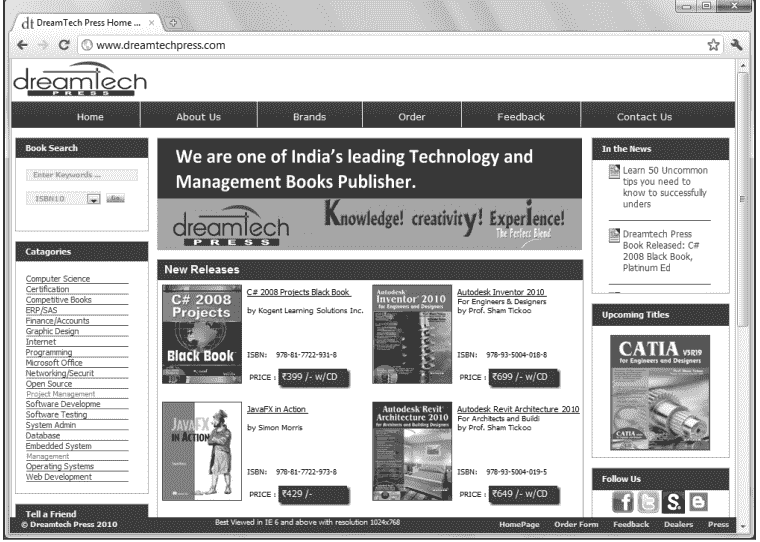 dt DreamTech Press Home ...
www.dreamtechpress.com
dreamtech
PRESS
Home About Us Brands Order Feedback Contact Us
Book Search
Enter Keywords ...
ISBN10 Go
Catagories
Computer Science
Certification
Competitive Books
ERP/SAS
Finance/Accounts
Graphic Design
Internet
Programming
Microsoft Office
Networking/Securit
Open Source
Project Management
Software Developme
Software Testing
System Admin
Database
Embedded System
Management
Operating Systems
Web Development
Tell a Friend
We are one of India's leading Technology and
Management Books Publisher.
dreamtech
PRESS
Knowledge! creativity! Experience!
The Perfect Blend
New Releases
C# 2008
Projects
Black Book
C# 2008 Projects Black Book
by Kogent Learning Solutions Inc.
ISBN: 978-81-7722-931-8
PRICE : ₹399 /- w/CD
Autodesk
Inventor 2010
for Engineers & Designers
Autodesk Inventor 2010
For Engineers & Designers
by Prof. Sham Tickoo
ISBN: 978-93-5004-018-8
PRICE : ₹699 /- w/CD
JavaFX
IN ACTION
JavaFX in Action
by Simon Morris
ISBN: 978-81-7722-973-8
PRICE : ₹429 /-
Autodesk Revit
Architecture 2010
for Architects and Building Designers
Autodesk Revit Architecture 2010
For Architects and Buildi
by Prof. Sham Tickoo
ISBN: 978-93-5004-019-5
PRICE : ₹649 /- w/CD
In the News
Learn 50 Uncommon
tips you need to
know to successfully
unders
Dreamtech Press
Book Released: C#
2008 Black Book,
Platinum Ed
Upcoming Titles
CATIA V5R19
for Engineers and Designers
CATIA
Follow Us
f t S. B
© Dreamtech Press 2010 Best Viewed in IE 6 and above with resolution 1024x768 HomePage Order Form Feedback Dealers Press